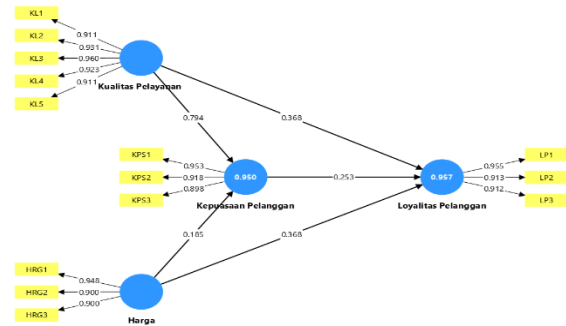 KL1
KL2
KL3
KL4
KL5
0.911
0.931
0.960
0.923
0.911
Kualitas Pelayanan
0.794
0.368
KPS1
KPS2
KPS3
0.953
0.918
0.898
0.950
Kepuasaan Pelanggan
0.253
0.957
Loyalitas Pelanggan
0.955
0.913
0.912
LP1
LP2
LP3
0.185
0.368
HRG1
HRG2
HRG3
0.948
0.900
0.900
Harga